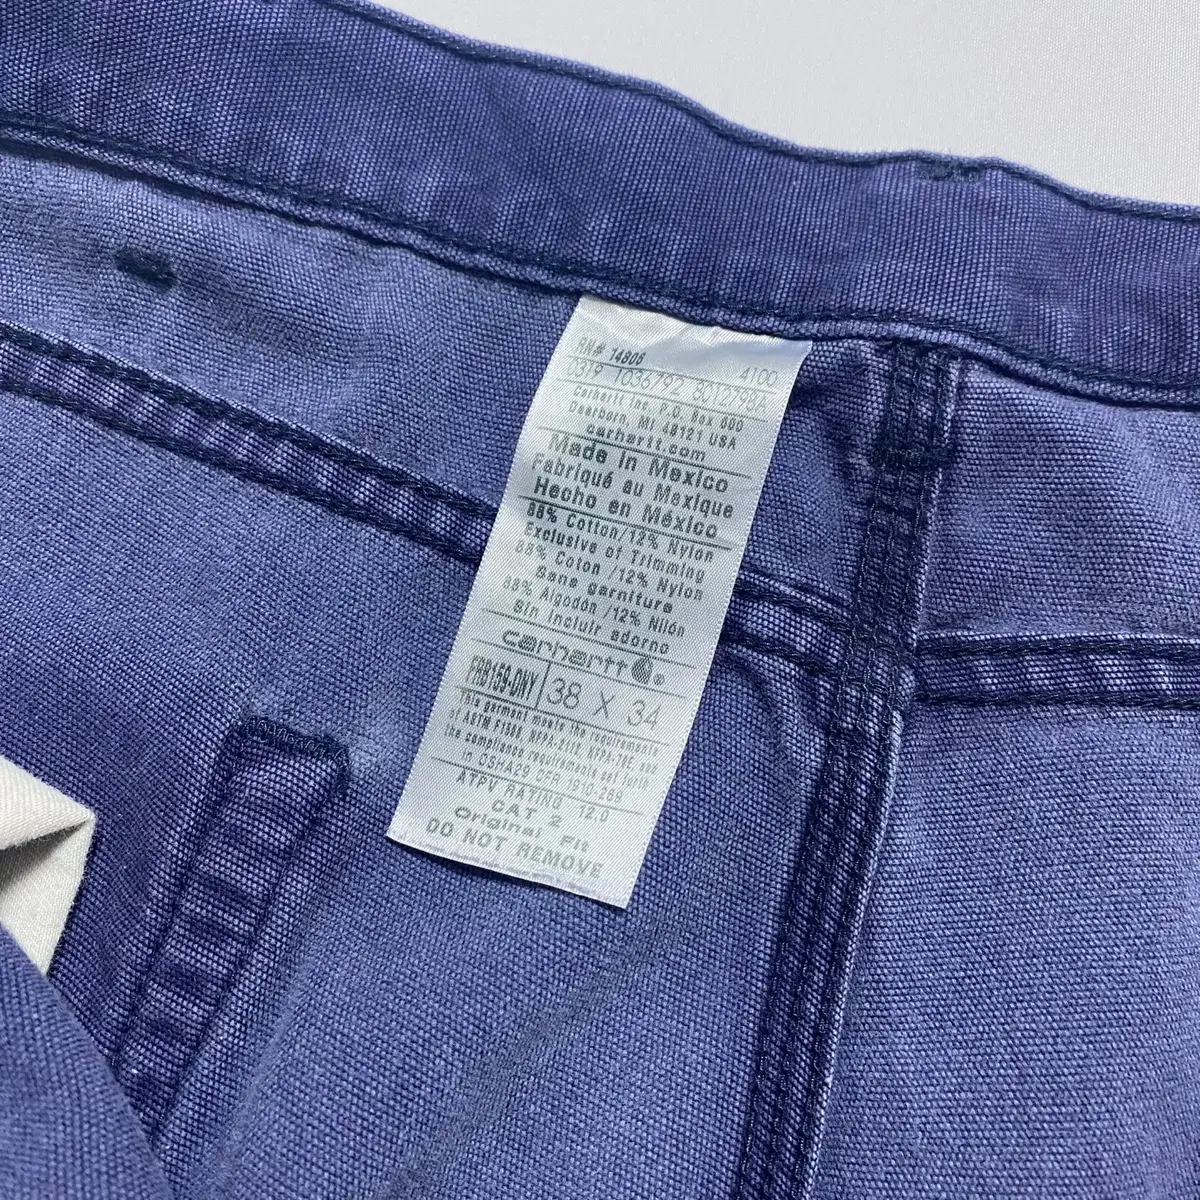 RN# 14806
4100
0319 1036792 801279BA
Carhartt Inc. P.O. Box 600
Dearborn, MI 48121 USA
carhartt.com
Made in Mexico
Fabriqué au Mexique
Hecho en México
88% Cotton/12% Nylon
Exclusive of Trimming
88% Coton /12% Nylon
Sans garniture
88% Algodón /12% Nilón
Sin incluir adorno
carhartt ®
FRB159-DNY 38 X 34
This garment meets the requirements
of ASTM F1506, NFPA-2112, NFPA-70E, and
the compliance requirements set forth
in OSHA29 CFR 1910-269
ATPV RATING 12.0
CAT 2
Original Fit
DO NOT REMOVE